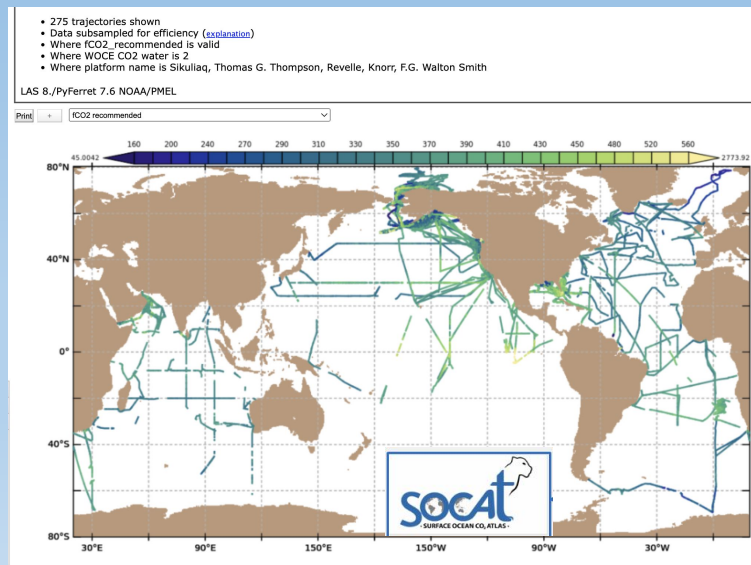 • 275 trajectories shown
• Data subsampled for efficiency (explanation)
• Where fCO2_recommended is valid
• Where WOCE CO2 water is 2
• Where platform name is Sikuliaq, Thomas G. Thompson, Revelle, Knorr, F.G. Walton Smith
LAS 8./PyFerret 7.6 NOAA/PMEL
Print + fCO2 recommended
160 200 240 270 290 310 330 350 370 390 410 430 450 480 520 560
45.0042 2773.92
80°N
40°N
0°
40°S
SOCAt
- SURFACE OCEAN CO₂ ATLAS -
80°S
30°E 90°E 150°E 150°W 90°W 30°W